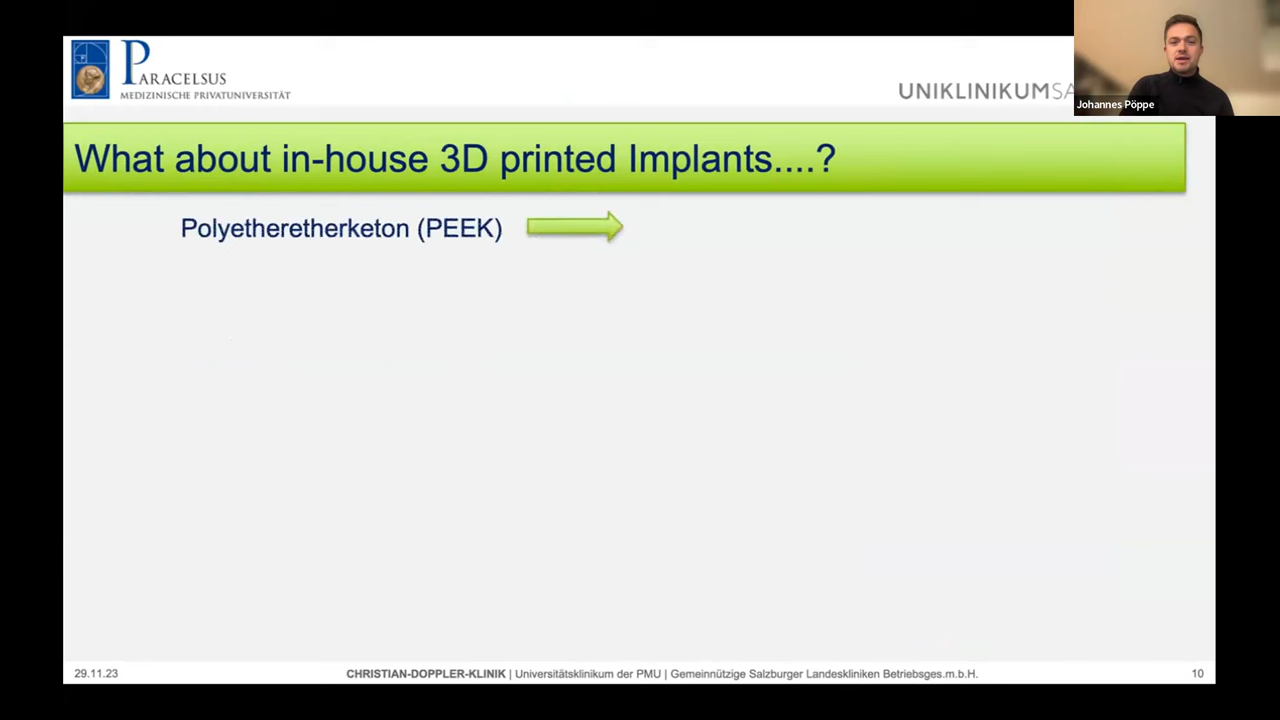 PARACELSUS
MEDIZINISCHE PRIVATUNIVERSITÄT
UNIKLINIKUMSA
Johannes Pöppe
What about in-house 3D printed Implants....?
Polyetheretherketon (PEEK)
29.11.23
CHRISTIAN-DOPPLER-KLINIK | Universitätsklinikum der PMU | Gemeinnützige Salzburger Landeskliniken Betriebsges.m.b.H.
10